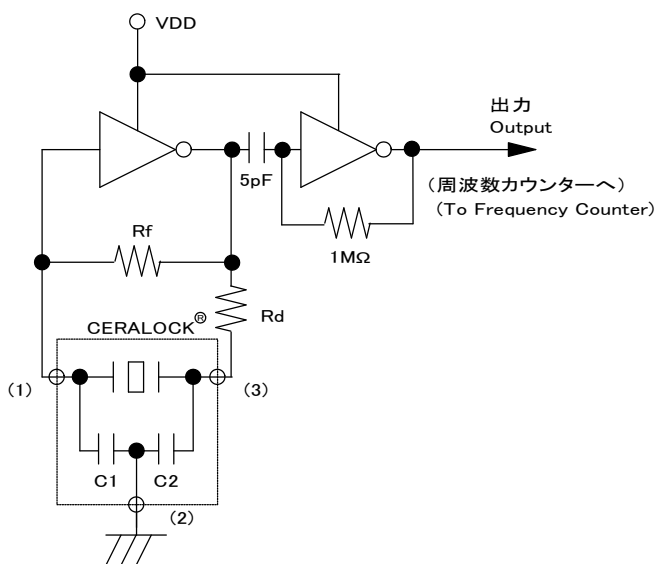 VDD
出力
Output
5pF
(周波数カウンターへ)
(To Frequency Counter)
Rf
1MΩ
Rd
CERALOCK®
(1)
(3)
C1
C2
(2)